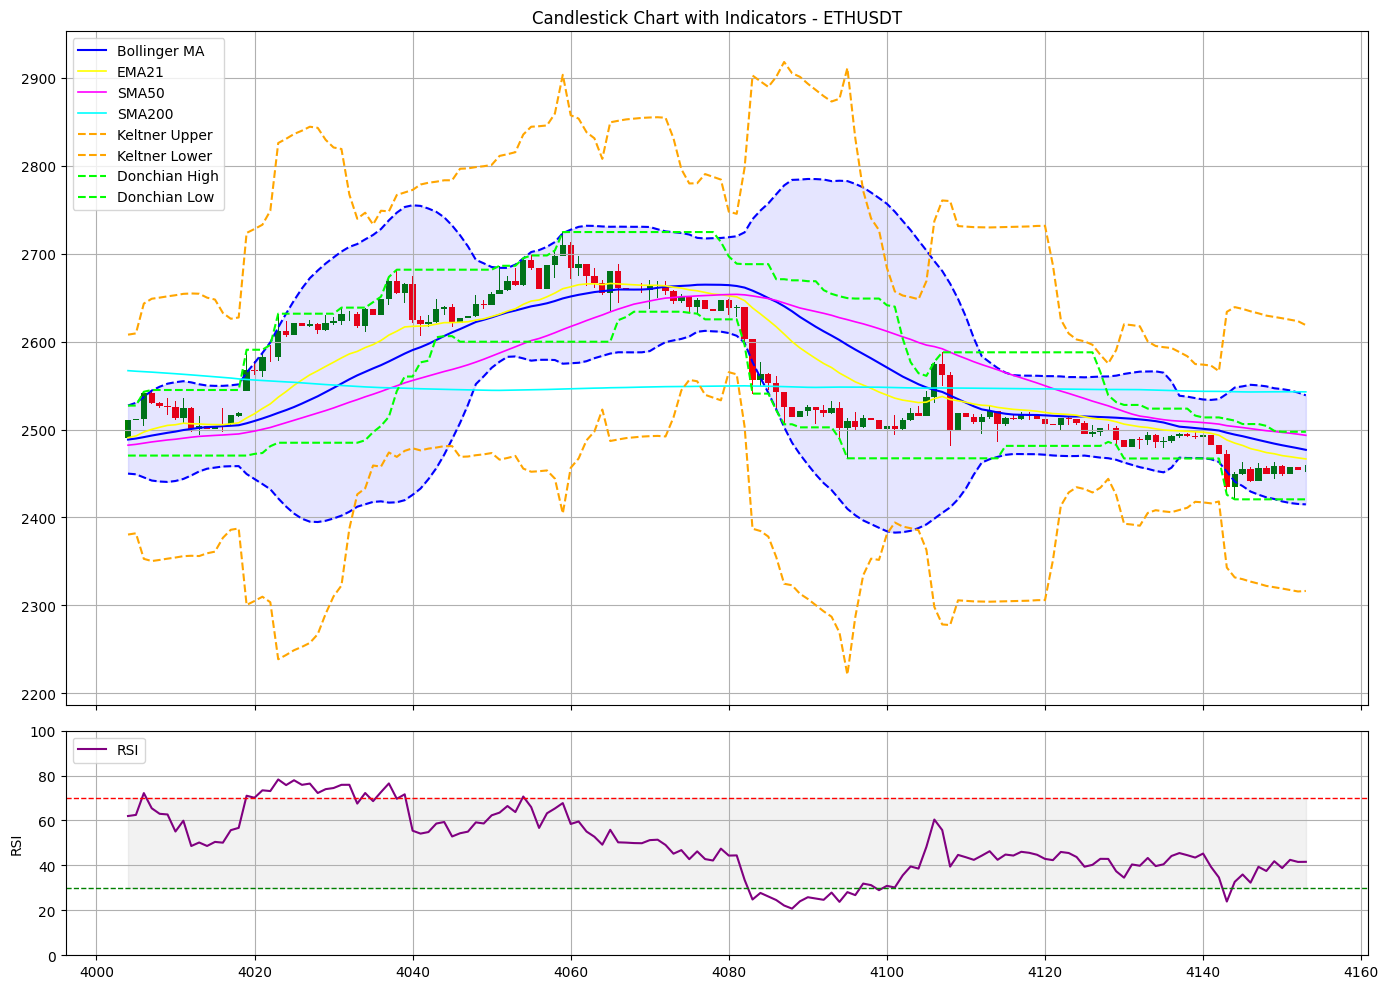 Candlestick Chart with Indicators - ETHUSDT
Bollinger MA
EMA21
SMA50
SMA200
Keltner Upper
Keltner Lower
Donchian High
Donchian Low
2900
2800
2700
2600
2500
2400
2300
2200
RSI
100
80
60
40
20
0
RSI
4000
4020
4040
4060
4080
4100
4120
4140
4160